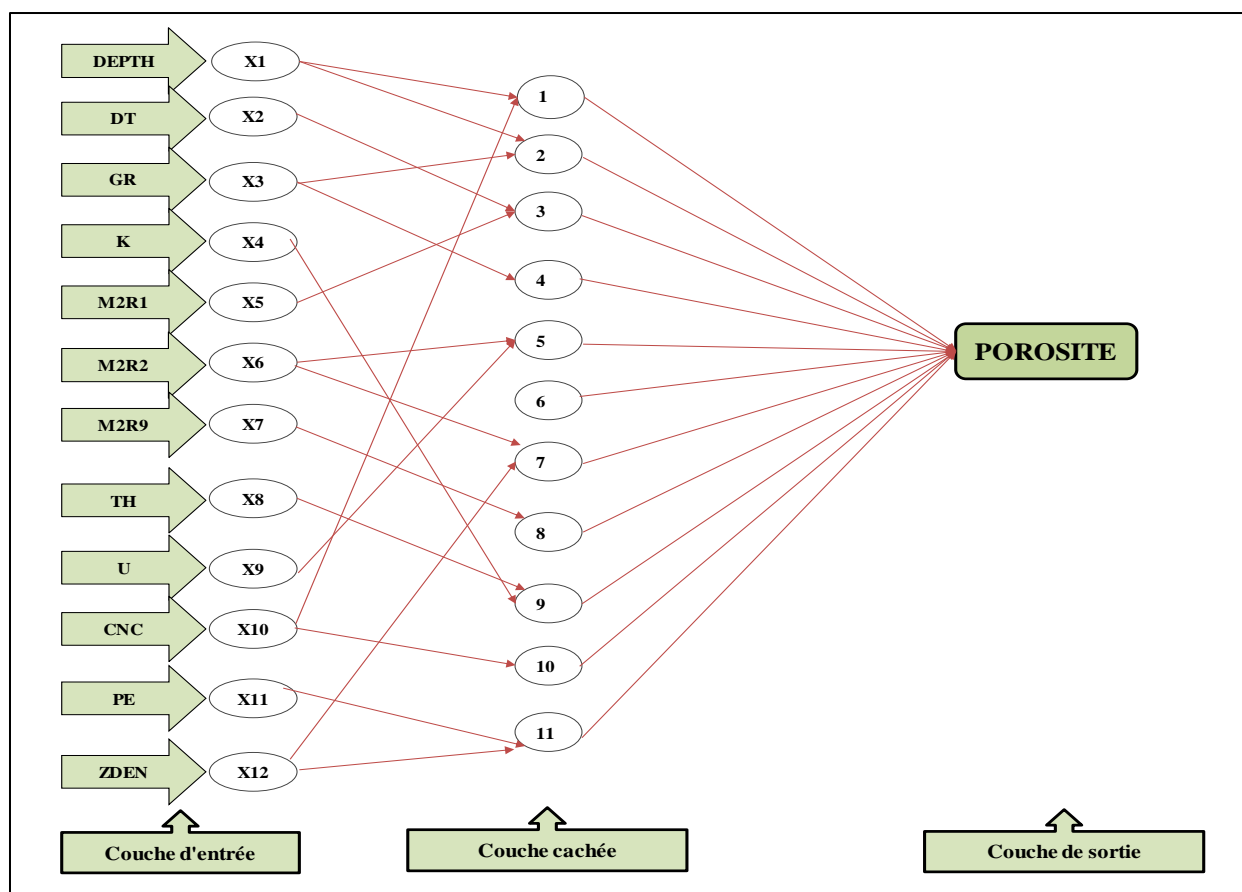 DEPTH
X1
1
DT
X2
2
GR
X3
3
K
X4
4
M2R1
X5
5
M2R2
X6
POROSITE
6
M2R9
X7
7
TH
X8
8
U
X9
9
CNC
X10
10
PE
X11
11
ZDEN
X12
Couche d'entrée
Couche cachée
Couche de sortie